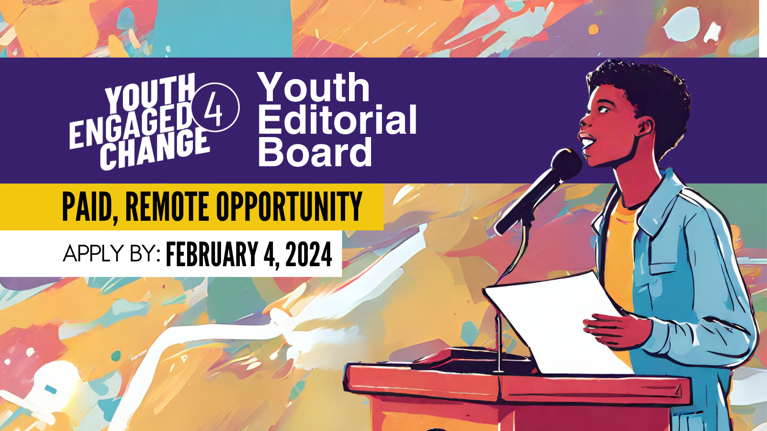 YOUTH
ENGAGED 4
CHANGE
Youth
Editorial
Board
PAID, REMOTE OPPORTUNITY
APPLY BY: FEBRUARY 4, 2024